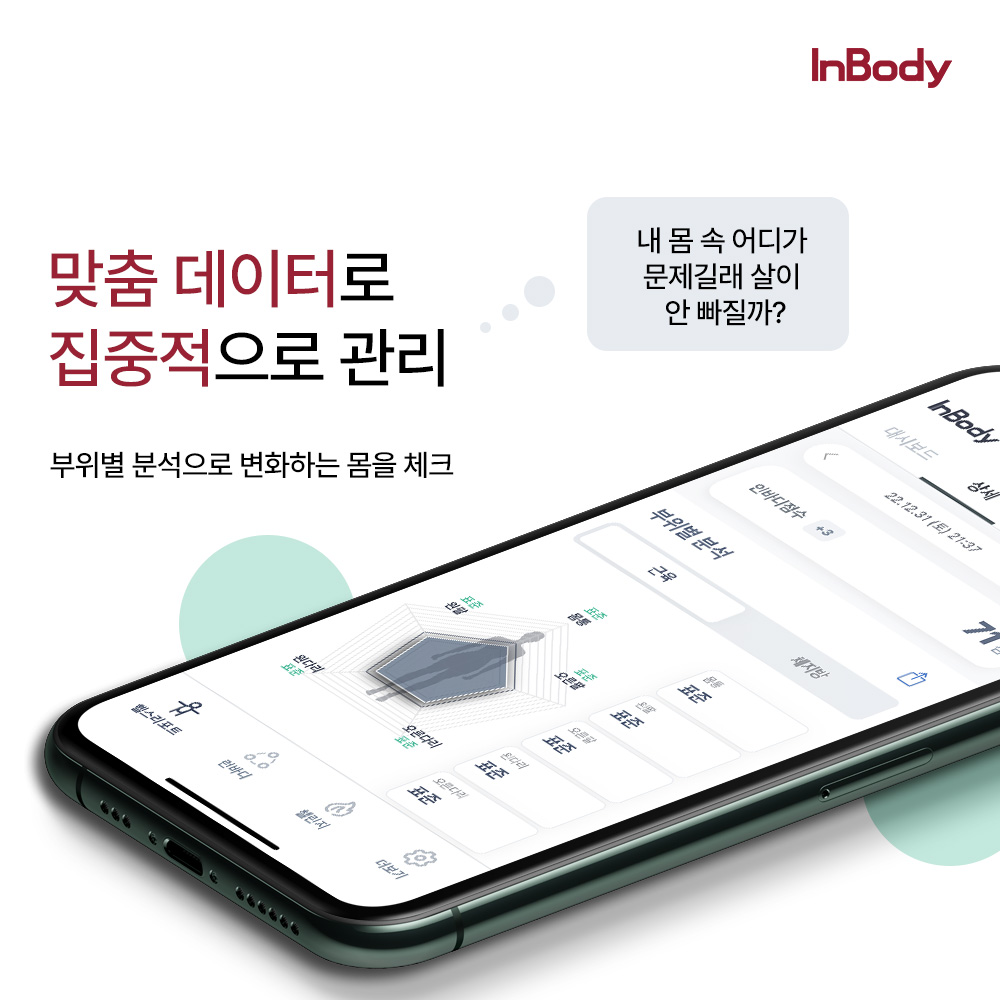 InBody
내 몸 속 어디가
문제길래 살이
안 빠질까?
맞춤 데이터로
집중적으로 관리
부위별 분석으로 변화하는 몸을 체크
InBody
대시보드
상세
22.12.31 (토) 21:37
인바디점수 +3
71
부위별 분석
근육
체지방
표준
왼팔
표준
몸통
표준
오른팔
왼다리
표준
오른다리
표준
몸통
표준
왼팔
표준
오른팔
표준
왼다리
표준
오른다리
표준
헬스리포트
린바디
챌린지
더보기